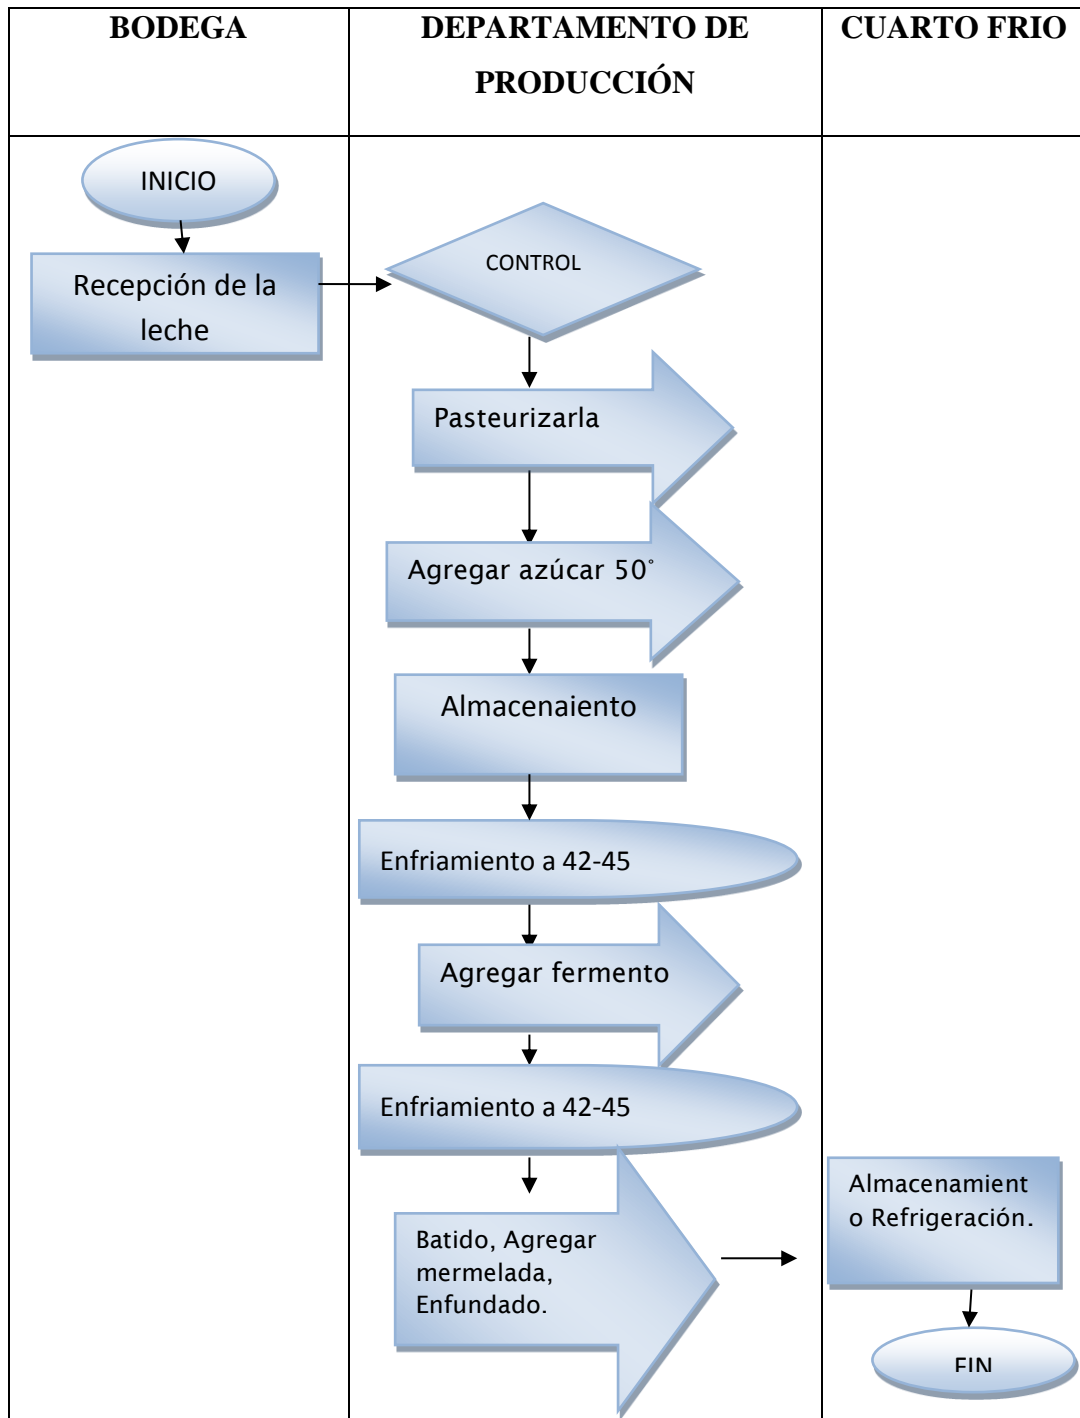 BODEGA
DEPARTAMENTO DE
PRODUCCIÓN
CUARTO FRIO
INICIO
Recepción de la
leche
CONTROL
Pasteurizarla
Agregar azúcar 50°
Almacenaiento
Enfriamiento a 42-45
Agregar fermento
Enfriamiento a 42-45
Batido, Agregar
mermelada,
Enfundado.
Almacenamient
o Refrigeración.
FIN